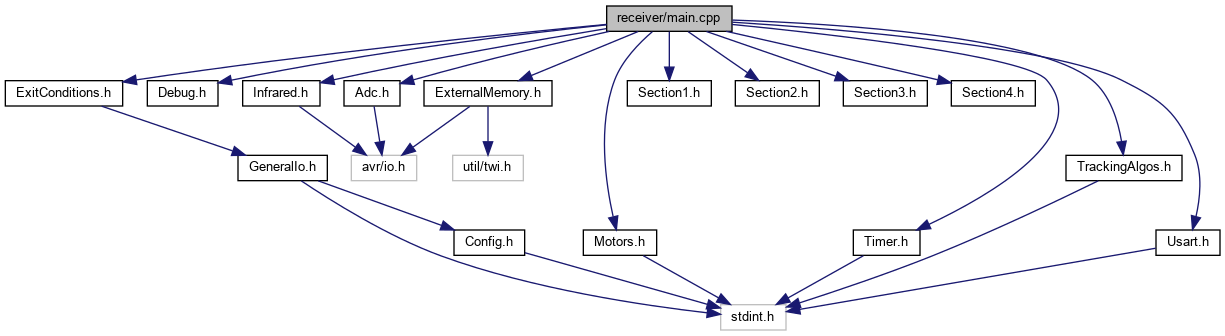 receiver/main.cpp
ExitConditions.h
Debug.h
Infrared.h
Adc.h
ExternalMemory.h
Section1.h
Section2.h
Section3.h
Section4.h
GeneralIo.h
avr/io.h
util/twi.h
TrackingAlgos.h
Config.h
Motors.h
Timer.h
Usart.h
stdint.h